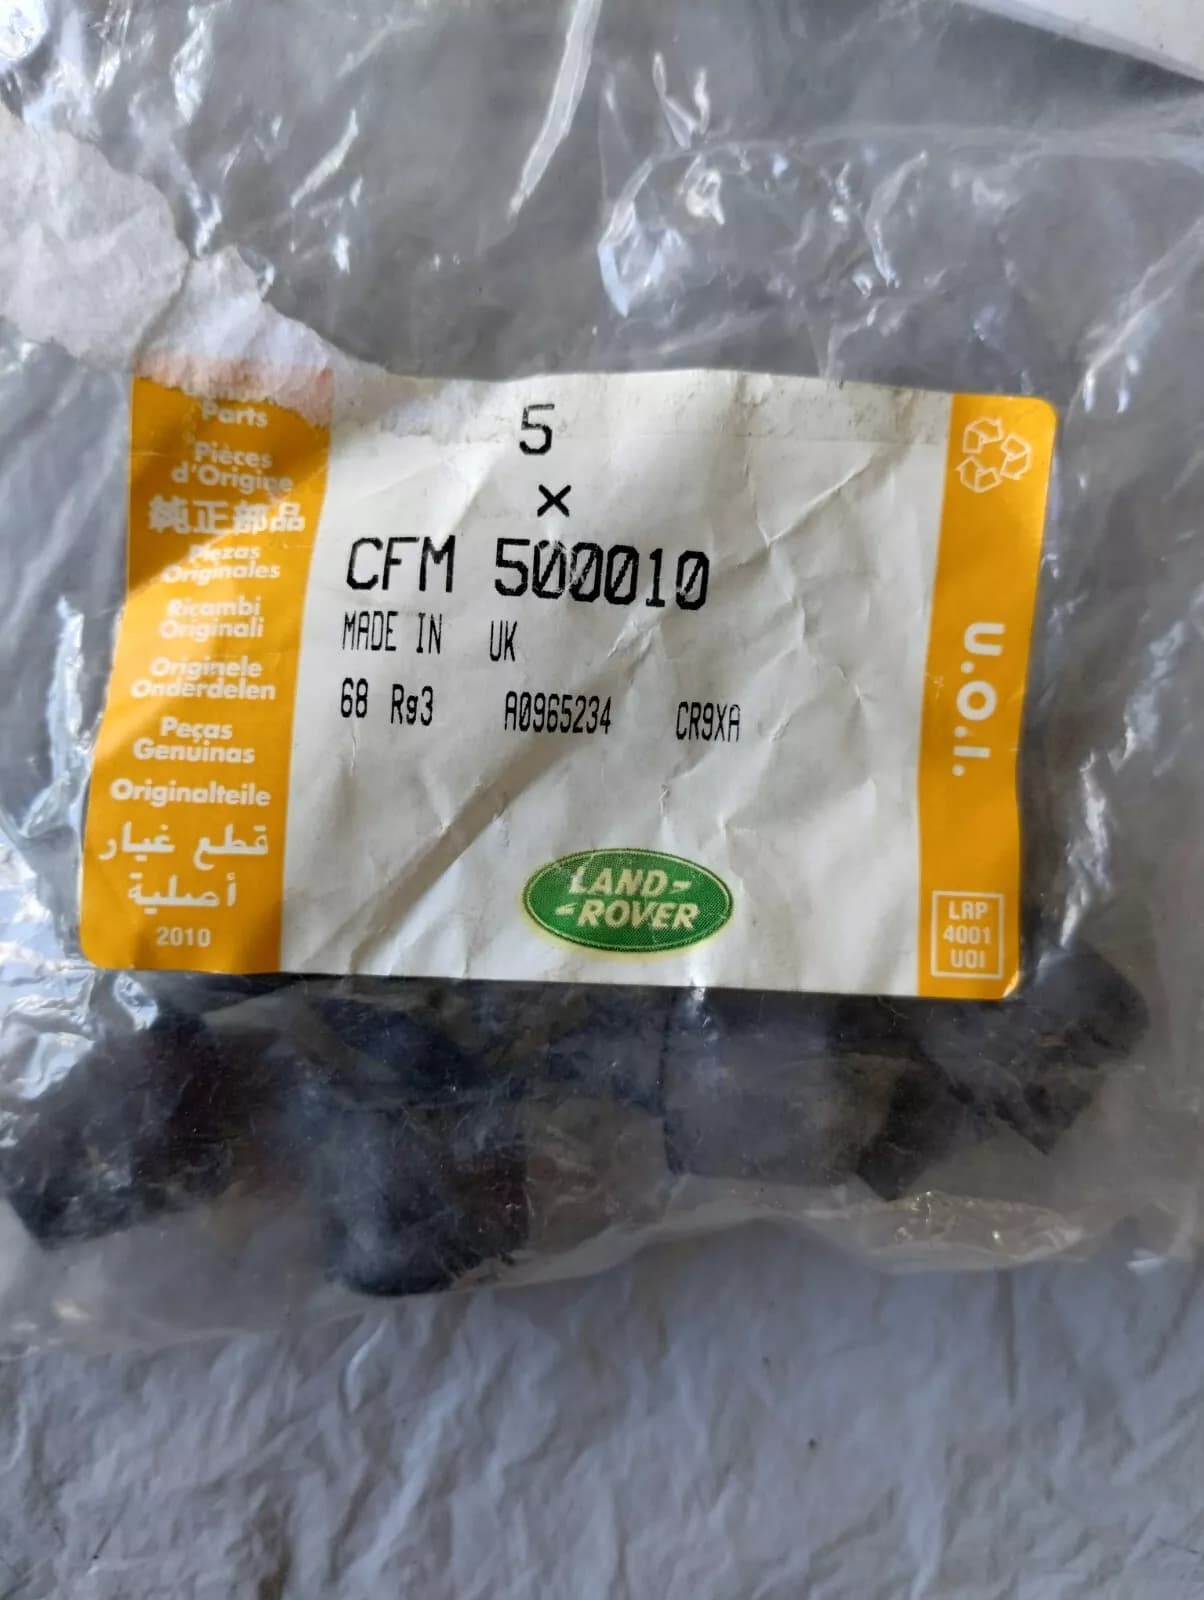 Parts
Pièces
d'Origine
純正部品
Piezas
Originales
Ricambi
Originali
Originele
Onderdelen
Peças
Genuinas
Originalteile
قطع غيار
أصلية
2010
5
x
CFM 500010
MADE IN UK
68 Rg3 A0965234 CR9XA
LAND-
-ROVER
U.O.I.
LRP
4001
UOI